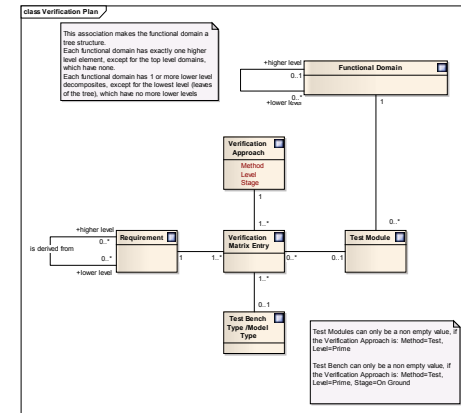 class Verification Plan
This association makes the functional domain a
tree structure.
Each functional domain has exactly one higher
level element, except for the top level domains,
which have none.
Each functional domain has 1 or more lower level
decomposites, except for the lowest level (leaves
of the tree), which have no more lower levels
+higher level
0..1
0..*
+lower level
Functional Domain
1
Verification
Approach
Method
Level
Stage
1
1..*
0..*
+higher level
0..*
is derived from
0..*
+lower level
Requirement
1
1..*
Verification
Matrix Entry
0..*
0..1
Test Module
1..*
0..1
Test Bench
Type /Model
Type
Test Modules can only be a non empty value, if
the Verification Approach is: Method=Test,
Level=Prime
Test Bench can only be a non empty value, if
the Verification Approach is: Method=Test,
Level=Prime, Stage=On Ground